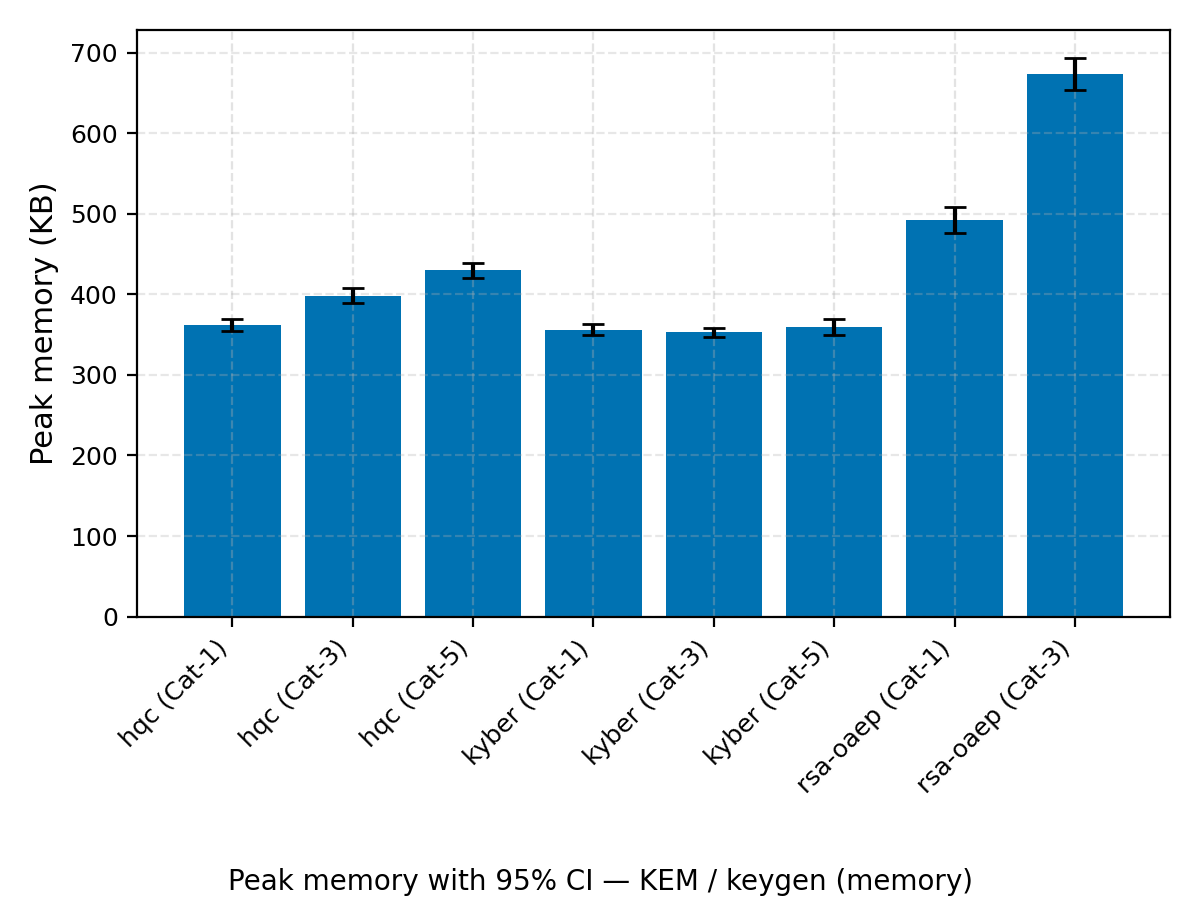 Peak memory (KB)
700
600
500
400
300
200
100
0
hqc (Cat-1)
hqc (Cat-3)
hqc (Cat-5)
kyber (Cat-1)
kyber (Cat-3)
kyber (Cat-5)
rsa-oaep (Cat-1)
rsa-oaep (Cat-3)
Peak memory with 95% CI — KEM / keygen (memory)